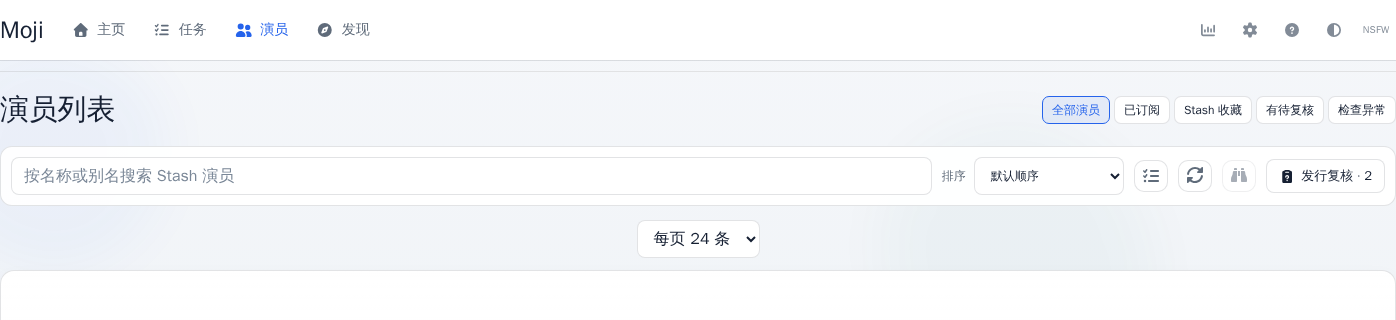 Moji 主页 任务 演员 发现 NSFW
演员列表 全部演员 已订阅 Stash 收藏 有待复核 检查异常
按名称或别名搜索 Stash 演员 排序 默认顺序 发行复核 · 2
每页 24 条